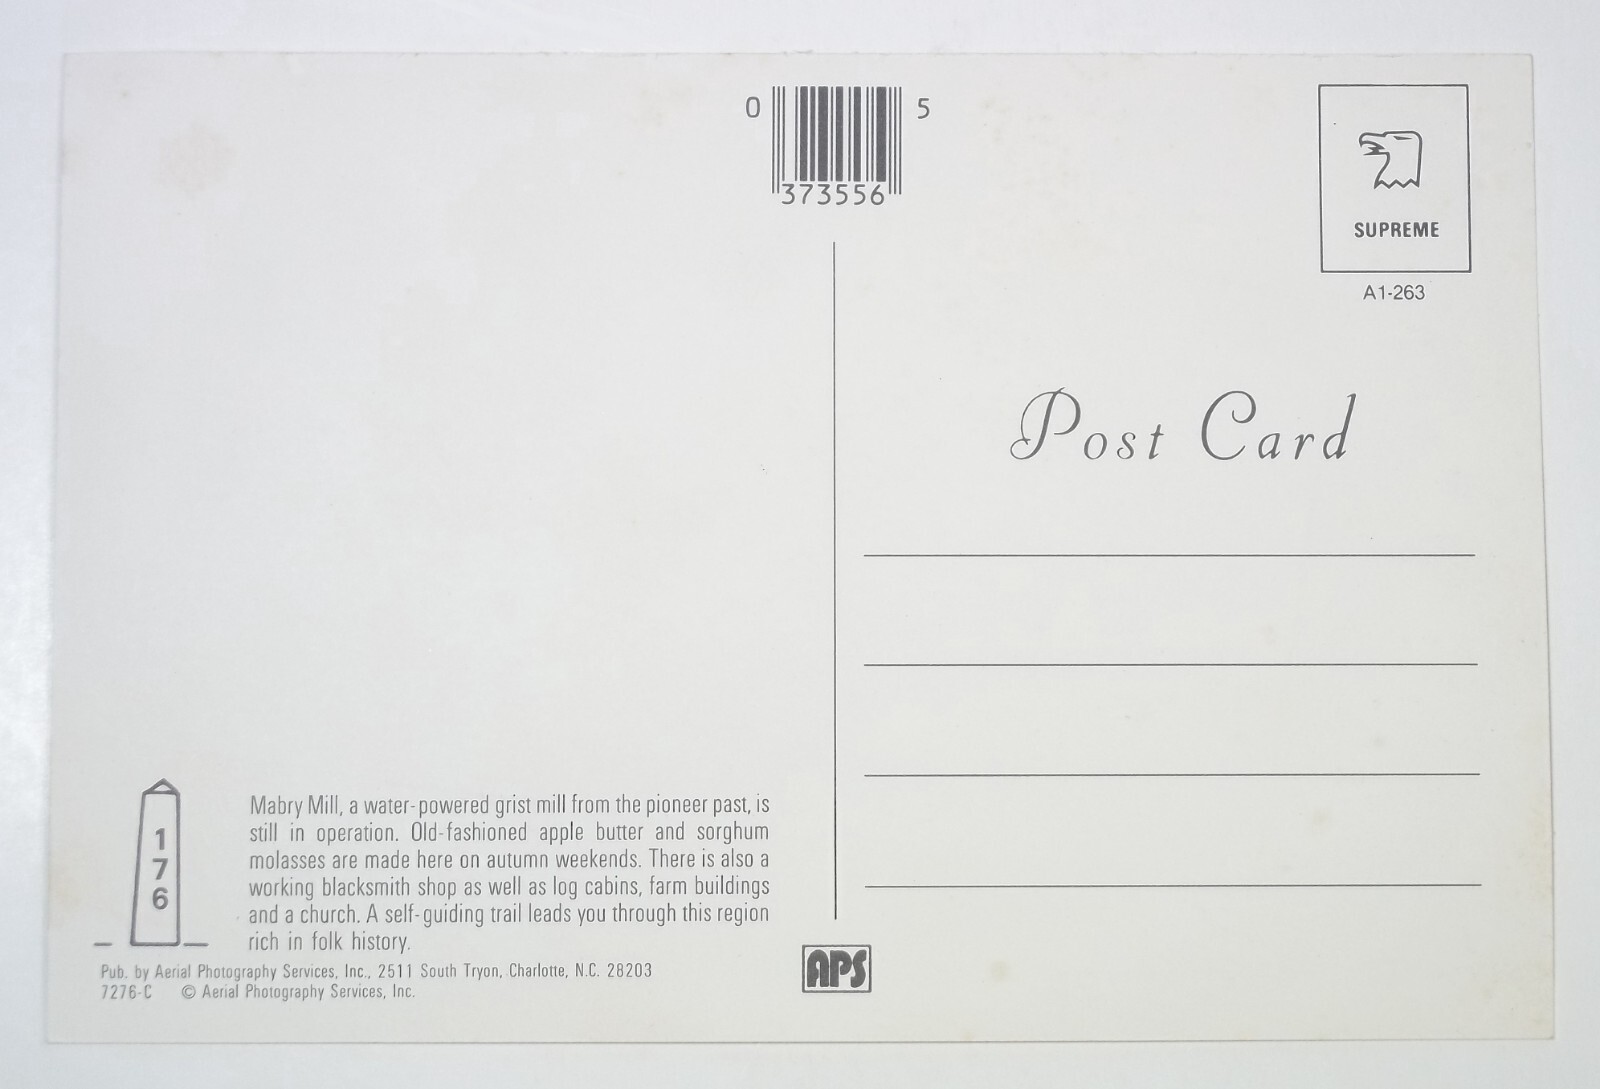 0 373556 5
SUPREME
A1-263
Post Card
1
7
6
Mabry Mill, a water-powered grist mill from the pioneer past, is
still in operation. Old-fashioned apple butter and sorghum
molasses are made here on autumn weekends. There is also a
working blacksmith shop as well as log cabins, farm buildings
and a church. A self-guiding trail leads you through this region
rich in folk history.
Pub. by Aerial Photography Services, Inc., 2511 South Tryon, Charlotte, N.C. 28203
7276-C © Aerial Photography Services, Inc.
APS